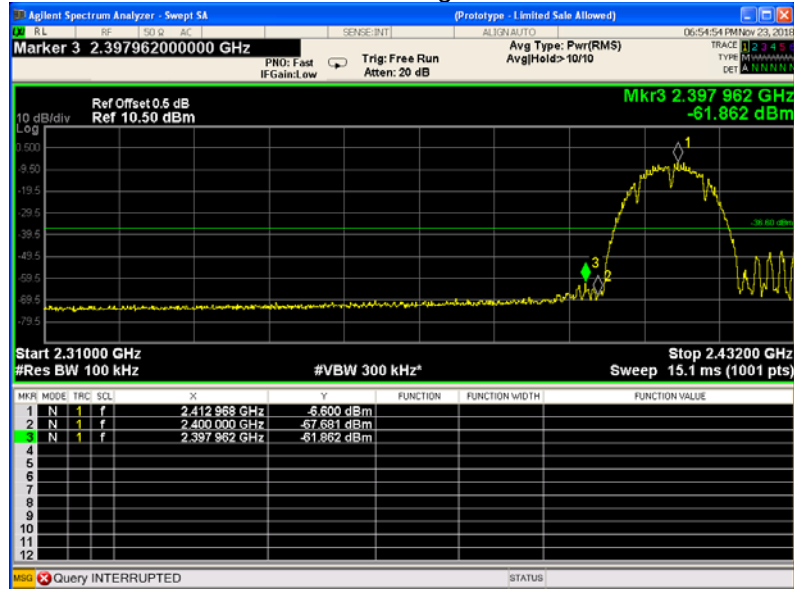 Agilent Spectrum Analyzer - Swept SA (Prototype - Limited Sale Allowed)
RL RF 50 Ω AC SENSE:INT ALIGN AUTO 06:54:54 PM Nov 23, 2018
Marker 3 2.397962000000 GHz
PNO: Fast
IFGain:Low
Trig: Free Run
Atten: 20 dB
Avg Type: Pwr(RMS)
Avg|Hold:>10/10
TRACE 1 2 3 4 5 6
TYPE
DET A N N N N N
Mkr3 2.397 962 GHz
-61.862 dBm
Ref Offset 0.5 dB
10 dB/div Ref 10.50 dBm
Log
0.500
-9.50
-19.5
-29.5
-39.5
-49.5
-59.5
-69.5
-79.5
1
-36.60 dBm
3
2
Start 2.31000 GHz Stop 2.43200 GHz
#Res BW 100 kHz #VBW 300 kHz* Sweep 15.1 ms (1001 pts)
MKR MODE TRC SCL X Y FUNCTION FUNCTION WIDTH FUNCTION VALUE
1 N 1 f 2.412 968 GHz -6.600 dBm
2 N 1 f 2.400 000 GHz -67.681 dBm
3 N 1 f 2.397 962 GHz -61.862 dBm
4
5
6
7
8
9
10
11
12
MSG Query INTERRUPTED STATUS